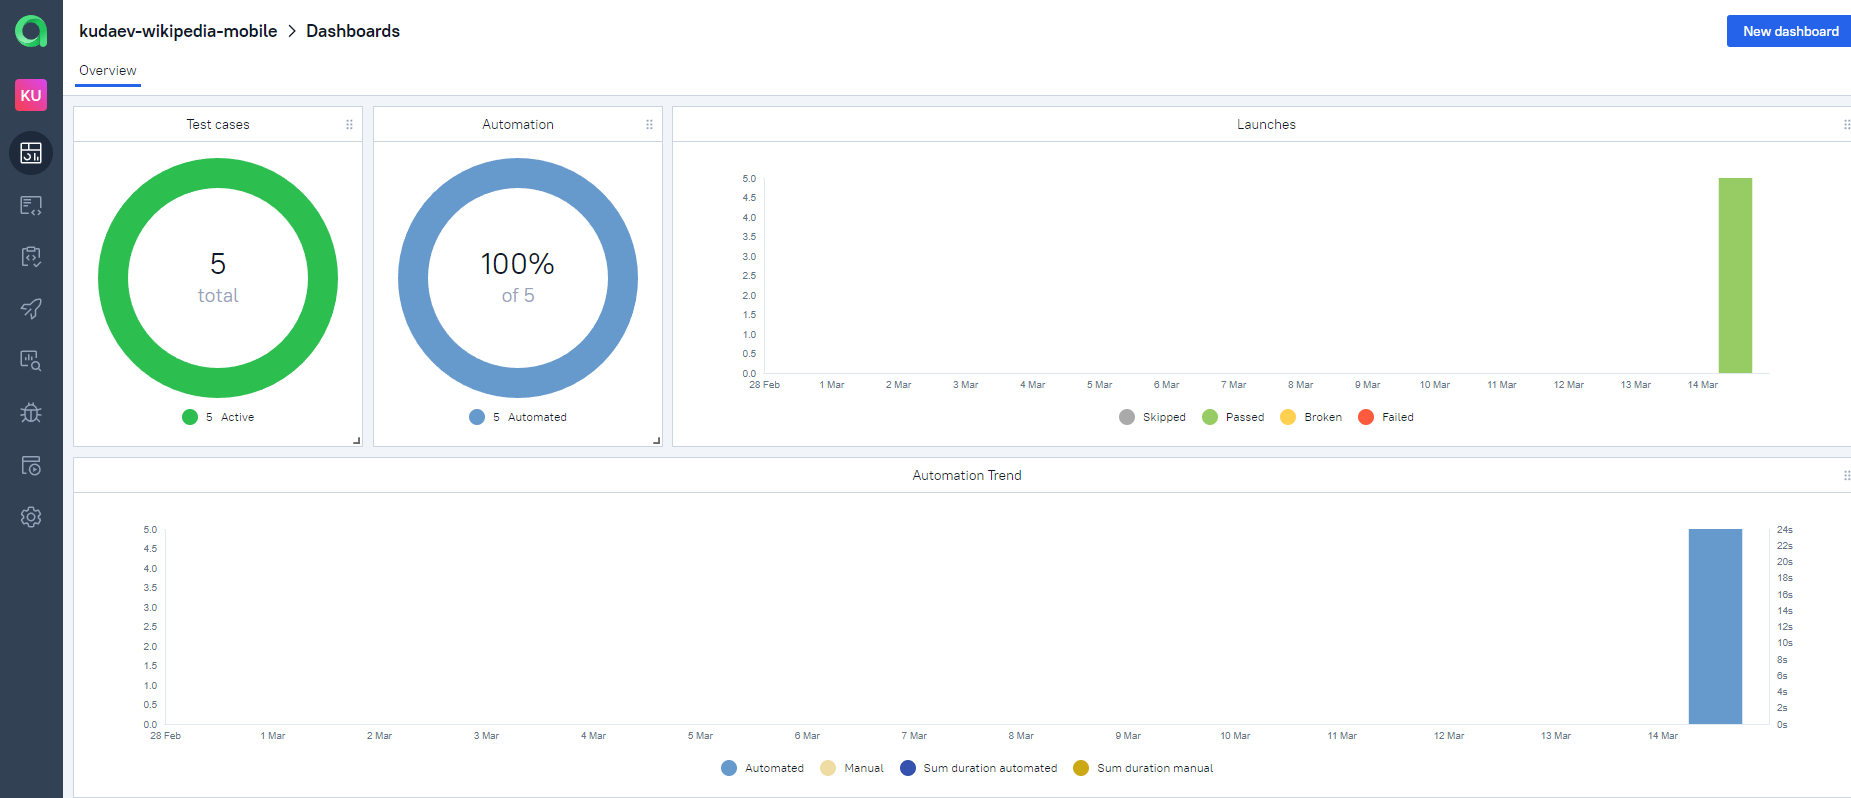 kudaev-wikipedia-mobile > Dashboards
New dashboard
Overview
KU
Test cases
5
total
5 Active
Automation
100%
of 5
5 Automated
Launches
5.0
4.5
4.0
3.5
3.0
2.5
2.0
1.5
1.0
0.5
0.0
28 Feb 1 Mar 2 Mar 3 Mar 4 Mar 5 Mar 6 Mar 7 Mar 8 Mar 9 Mar 10 Mar 11 Mar 12 Mar 13 Mar 14 Mar
Skipped Passed Broken Failed
Automation Trend
5.0
4.5
4.0
3.5
3.0
2.5
2.0
1.5
1.0
0.5
0.0
24s
22s
20s
18s
16s
14s
12s
10s
8s
6s
4s
2s
0s
28 Feb 1 Mar 2 Mar 3 Mar 4 Mar 5 Mar 6 Mar 7 Mar 8 Mar 9 Mar 10 Mar 11 Mar 12 Mar 13 Mar 14 Mar
Automated Manual Sum duration automated Sum duration manual